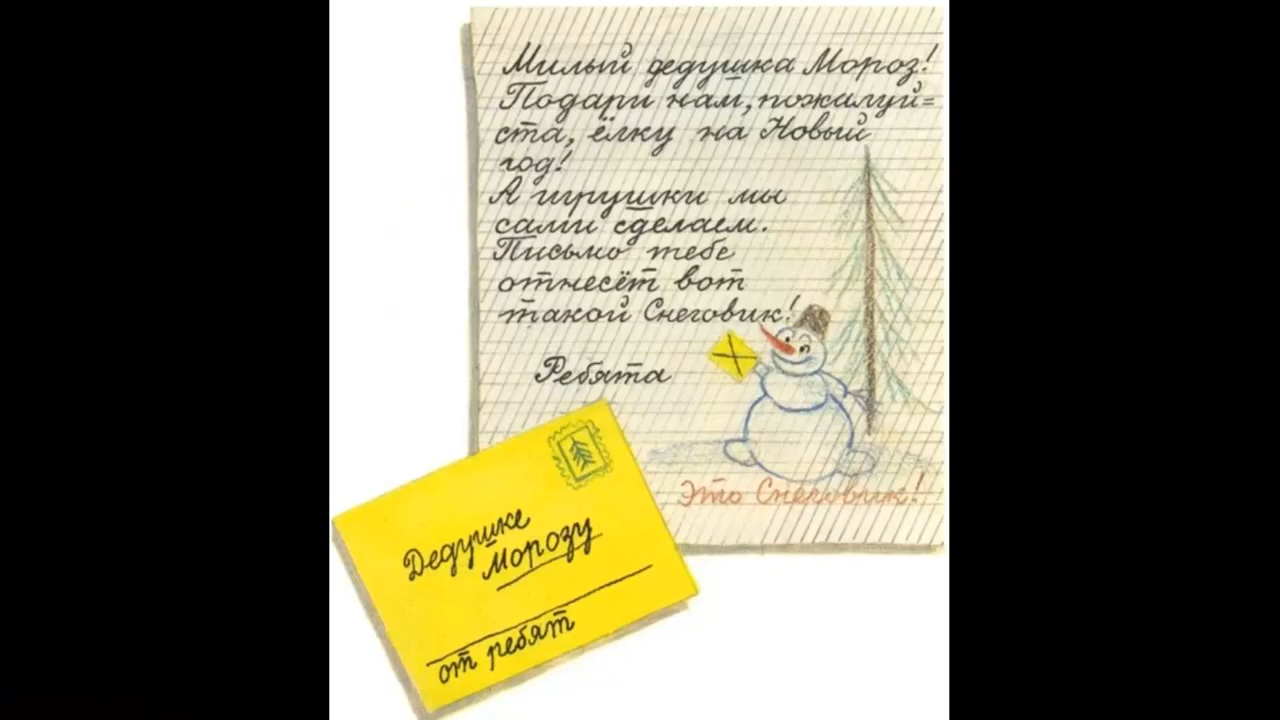 Милый дедушка Мороз!
Подари нам, пожалуй=
ста, ёлку на Новый
год!
А игрушки мы
сами сделаем.
Письмо тебе
отнесёт вот
такой Снеговик!
Ребята
Это Снеговик!
Дедушке
Морозу
от ребят